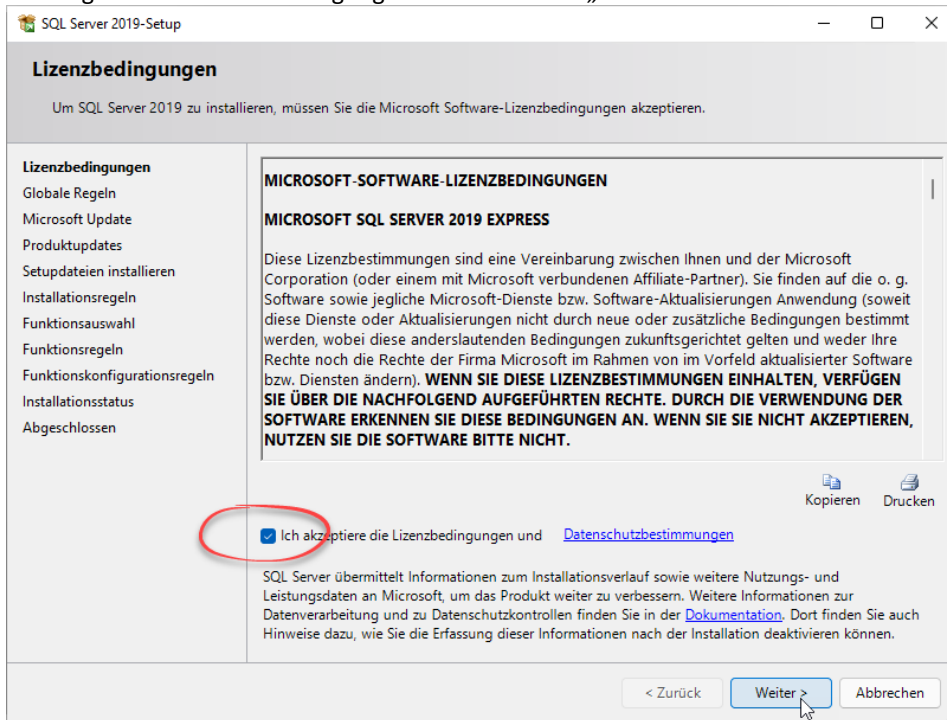 SQL Server 2019-Setup
Lizenzbedingungen
Um SQL Server 2019 zu installieren, müssen Sie die Microsoft Software-Lizenzbedingungen akzeptieren.
Lizenzbedingungen
Globale Regeln
Microsoft Update
Produktupdates
Setupdateien installieren
Installationsregeln
Funktionsauswahl
Funktionsregeln
Funktionskonfigurationsregeln
Installationsstatus
Abgeschlossen
MICROSOFT-SOFTWARE-LIZENZBEDINGUNGEN
MICROSOFT SQL SERVER 2019 EXPRESS
Diese Lizenzbestimmungen sind eine Vereinbarung zwischen Ihnen und der Microsoft
Corporation (oder einem mit Microsoft verbundenen Affiliate-Partner). Sie finden auf die o. g.
Software sowie jegliche Microsoft-Dienste bzw. Software-Aktualisierungen Anwendung (soweit
diese Dienste oder Aktualisierungen nicht durch neue oder zusätzliche Bedingungen bestimmt
werden, wobei diese anderslautenden Bedingungen zukunftsgerichtet gelten und weder Ihre
Rechte noch die Rechte der Firma Microsoft im Rahmen von im Vorfeld aktualisierter Software
bzw. Diensten ändern). WENN SIE DIESE LIZENZBESTIMMUNGEN EINHALTEN, VERFÜGEN
SIE ÜBER DIE NACHFOLGEND AUFGEFÜHRTEN RECHTE. DURCH DIE VERWENDUNG DER
SOFTWARE ERKENNEN SIE DIESE BEDINGUNGEN AN. WENN SIE SIE NICHT AKZEPTIEREN,
NUTZEN SIE DIE SOFTWARE BITTE NICHT.
Kopieren Drucken
Ich akzeptiere die Lizenzbedingungen und Datenschutzbestimmungen
SQL Server übermittelt Informationen zum Installationsverlauf sowie weitere Nutzungs- und
Leistungsdaten an Microsoft, um das Produkt weiter zu verbessern. Weitere Informationen zur
Datenverarbeitung und zu Datenschutzkontrollen finden Sie in der Dokumentation. Dort finden Sie auch
Hinweise dazu, wie Sie die Erfassung dieser Informationen nach der Installation deaktivieren können.
< Zurück Weiter > Abbrechen